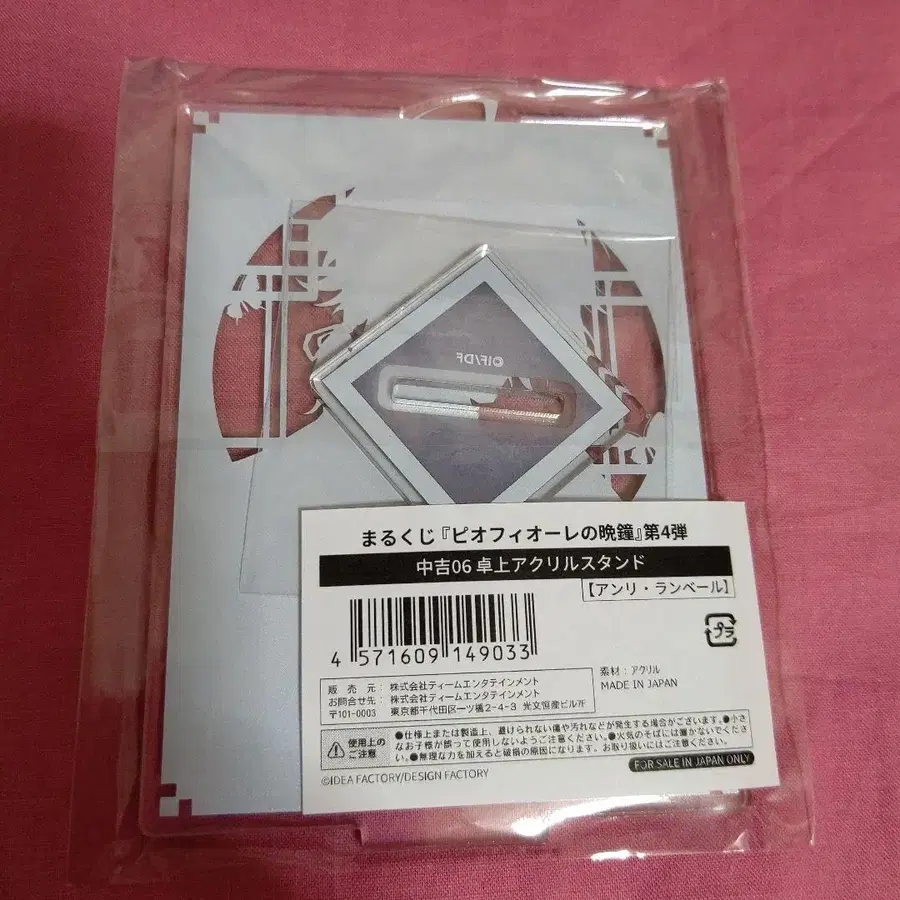 ©IF/DF
まるくじ『ピオフィオーレの晩鐘』第4弾
中吉06 卓上アクリルスタンド
【アンリ・ランベール】
4 571609 149033
プラ
素材：アクリル
MADE IN JAPAN
販売元：株式会社ティームエンタテインメント
お問合せ先：株式会社ティームエンタテインメント
〒101-0003 東京都千代田区一ツ橋2-4-3 光文恒産ビル7F
使用上の
ご注意
●仕様上または製造上、避けられない傷や汚れなどが発生する場合がございます。●小さ
なお子様が誤って使用しないようご注意ください。●火気のそばには置かないでくださ
い。●無理な力を加えると破損の原因になります。お取り扱いにはご注意ください。
©IDEA FACTORY/DESIGN FACTORY
FOR SALE IN JAPAN ONLY